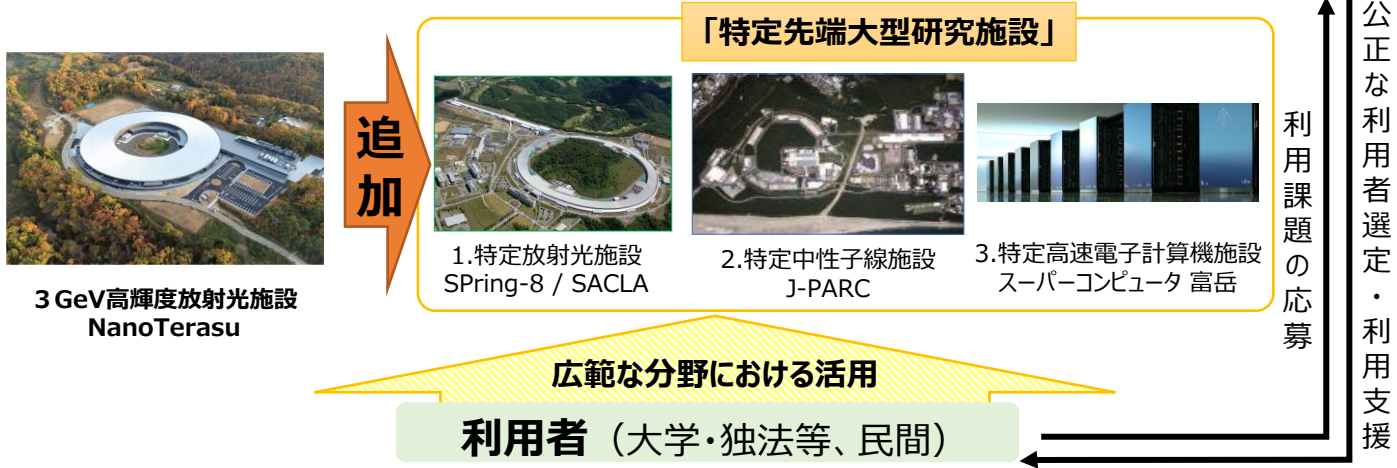 「特定先端大型研究施設」
追
加
3GeV高輝度放射光施設
NanoTerasu
1.特定放射光施設
SPring-8 / SACLA
2.特定中性子線施設
J-PARC
3.特定高速電子計算機施設
スーパーコンピュータ 富岳
広範な分野における活用
利用者（大学・独法等、民間）
利用課題の応募
公正な利用者選定・利用支援